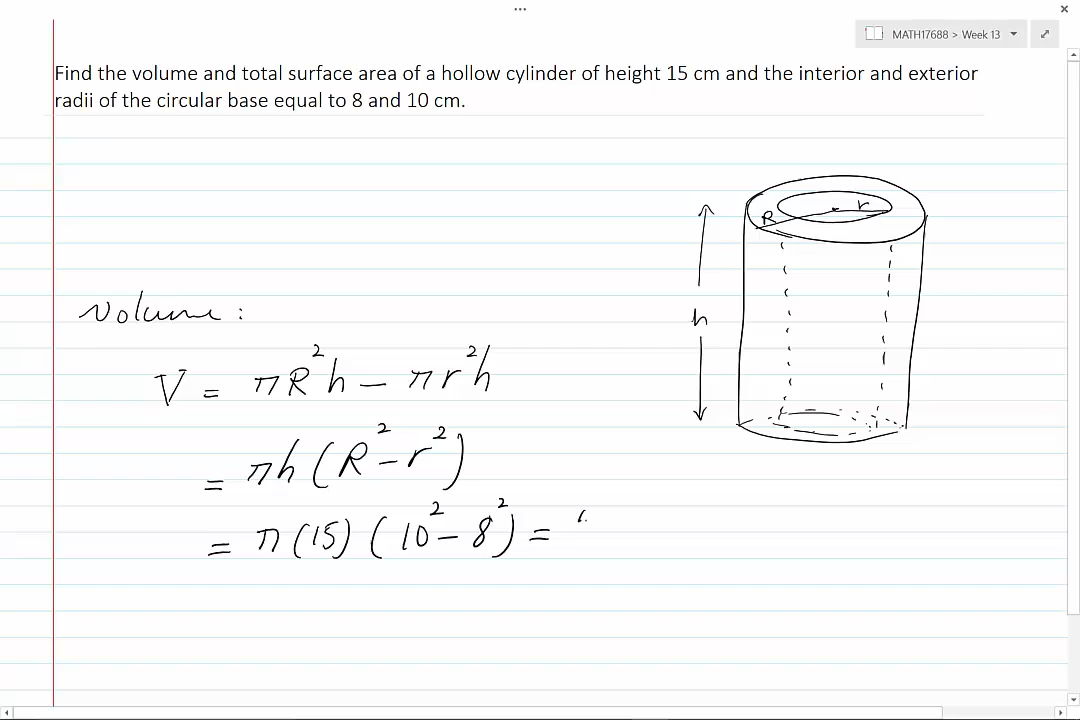 ...
MATH17688 > Week 13
Find the volume and total surface area of a hollow cylinder of height 15 cm and the interior and exterior
radii of the circular base equal to 8 and 10 cm.
R r
h
Volume :
V = πR²h − πr²h
= πh (R² − r²)
= π(15) (10² − 8²) =